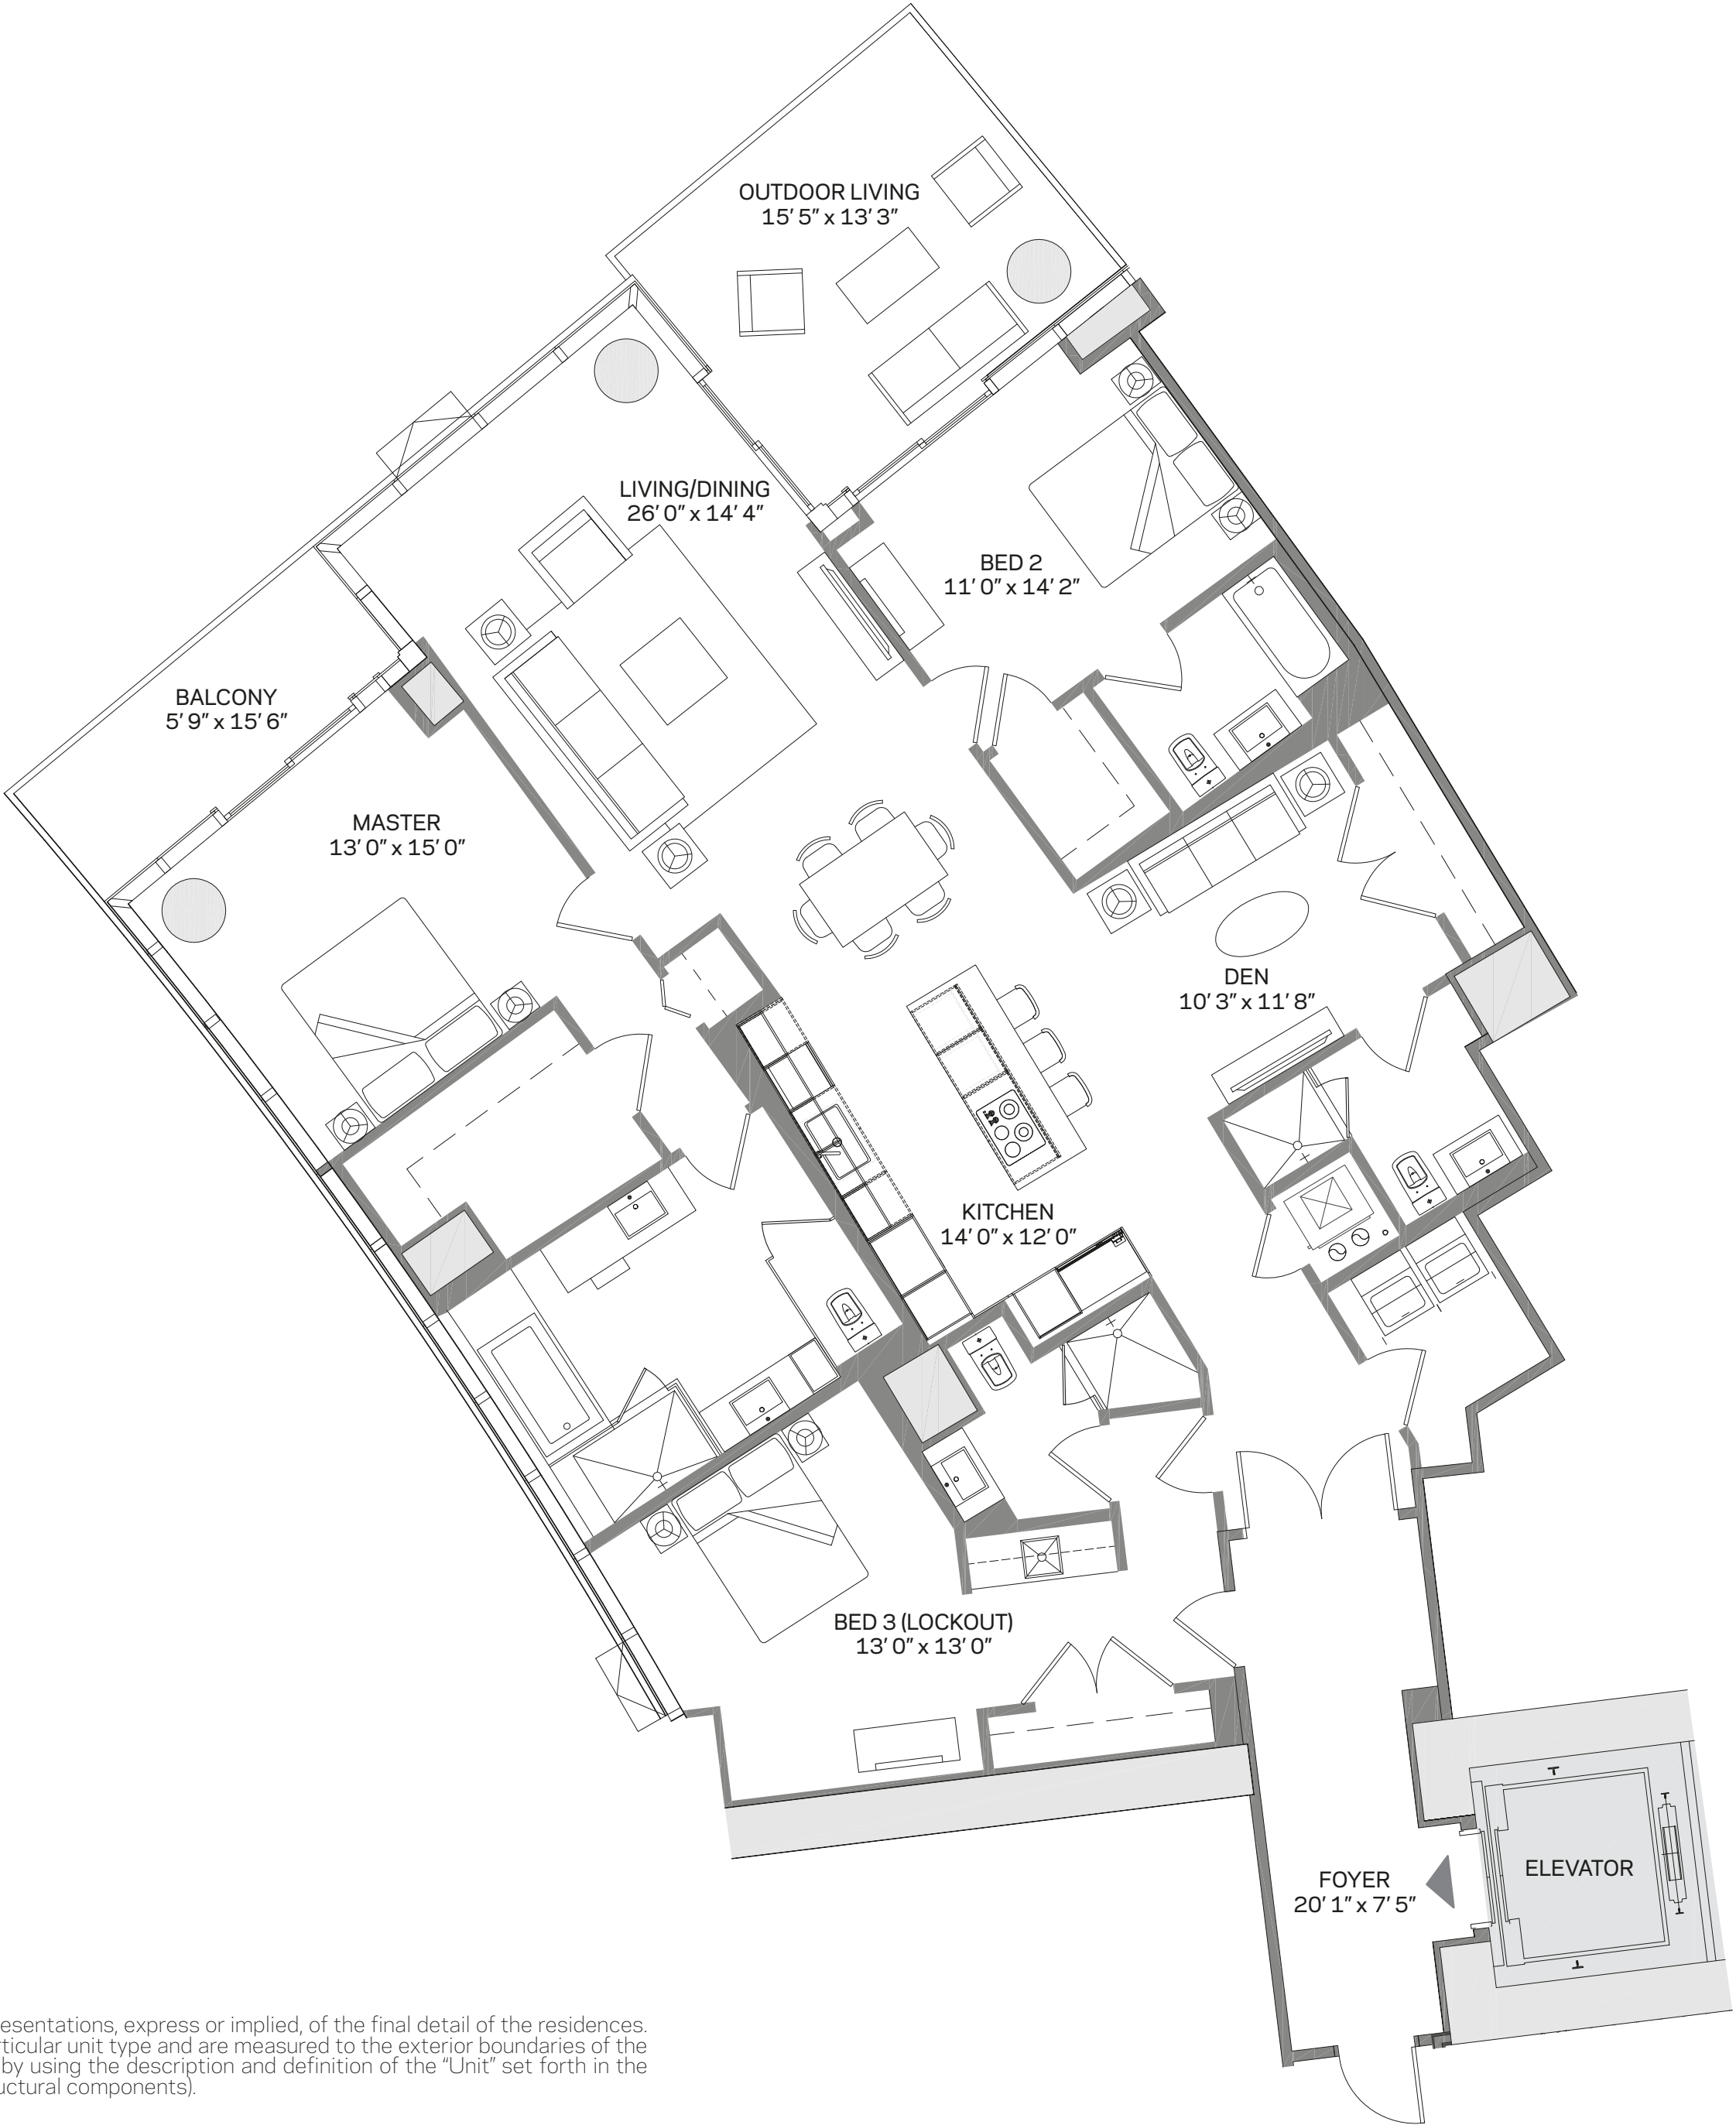 OUTDOOR LIVING
15’ 5” x 13’ 3”
LIVING/DINING
26’ 0” x 14’ 4”
BED 2
11’ 0” x 14’ 2”
BALCONY
5’ 9” x 15’ 6”
MASTER
13’ 0” x 15’ 0”
DEN
10’ 3” x 11’ 8”
KITCHEN
14’ 0” x 12’ 0”
BED 3 (LOCKOUT)
13’ 0” x 13’ 0”
FOYER
20’ 1” x 7’ 5”
ELEVATOR
esentations, express or implied, of the final detail of the residences.
rticular unit type and are measured to the exterior boundaries of the
by using the description and definition of the “Unit” set forth in the
uctural components).